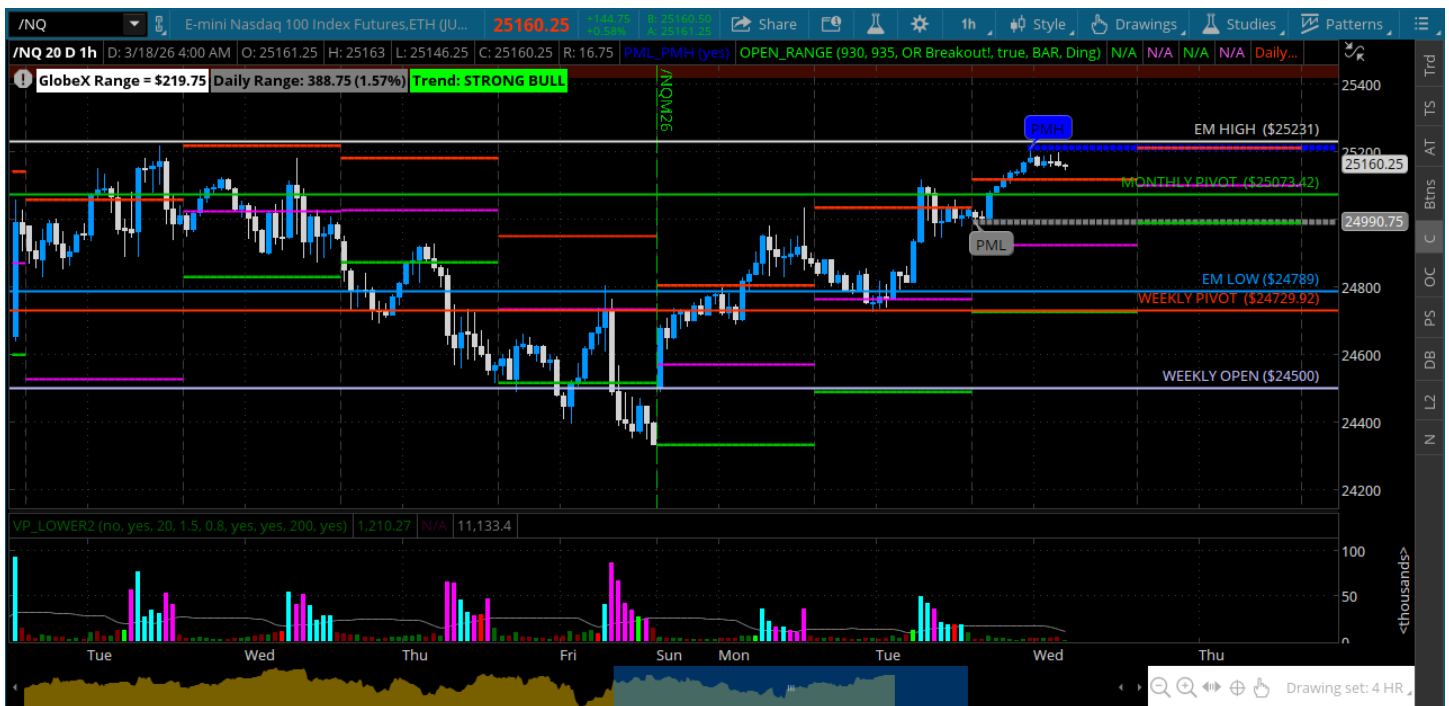 /NQ E-mini Nasdaq 100 Index Futures,ETH (JU... 25160.25 +144.75 +0.58% B: 25160.50 A: 25161.25 Share 1h Style Drawings Studies Patterns
/NQ 20 D 1h D: 3/18/26 4:00 AM O: 25161.25 H: 25163 L: 25146.25 C: 25160.25 R: 16.75 PML_PMH (yes) OPEN_RANGE (930, 935, OR Breakout!, true, BAR, Ding) N/A N/A N/A N/A Daily...
GlobeX Range = $219.75 Daily Range: 388.75 (1.57%) Trend: STRONG BULL
/NQM26
25400
PMH
EM HIGH ($25231)
25200
25160.25
MONTHLY PIVOT ($25073.42)
24990.75
PML
EM LOW ($24789)
24800
WEEKLY PIVOT ($24729.92)
24600
WEEKLY OPEN ($24500)
24400
24200
VP_LOWER2 (no, yes, 20, 1.5, 0.8, yes, yes, 200, yes) 1,210.27 N/A 11,133.4
100
50
0
<thousands>
Tue Wed Thu Fri Sun Mon Tue Wed Thu
Drawing set: 4 HR
Trd
TS
AT
Btns
C
OC
PS
DB
L2
N